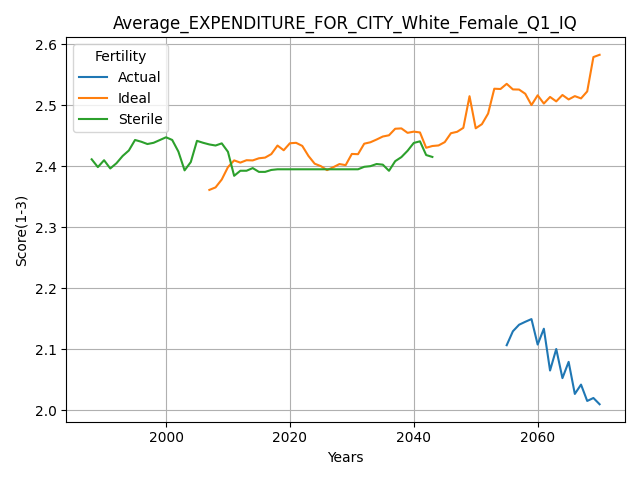 Average_EXPENDITURE_FOR_CITY_White_Female_Q1_IQ
Fertility
Actual
Ideal
Sterile
Score(1-3)
2.6
2.5
2.4
2.3
2.2
2.1
2.0
2000 2020 2040 2060
Years